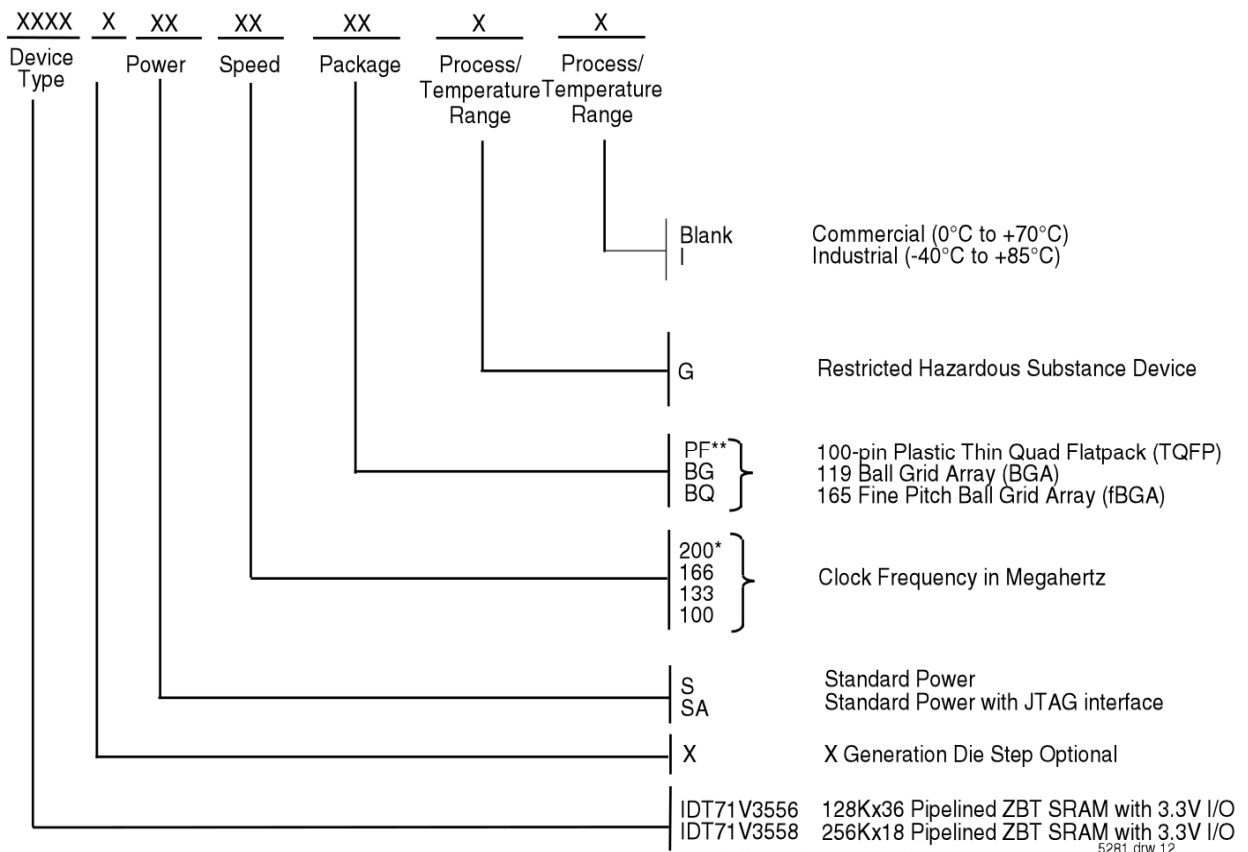 XXXX X XX XX XX X X
Device Type Power Speed Package Process/ Temperature Range Process/ Temperature Range
Blank Commercial (0°C to +70°C)
I Industrial (-40°C to +85°C)
G Restricted Hazardous Substance Device
PF** 100-pin Plastic Thin Quad Flatpack (TQFP)
BG 119 Ball Grid Array (BGA)
BQ 165 Fine Pitch Ball Grid Array (fBGA)
200*
166
133
100
Clock Frequency in Megahertz
S Standard Power
SA Standard Power with JTAG interface
X X Generation Die Step Optional
IDT71V3556 128Kx36 Pipelined ZBT SRAM with 3.3V I/O
IDT71V3558 256Kx18 Pipelined ZBT SRAM with 3.3V I/O
5281 drw 12